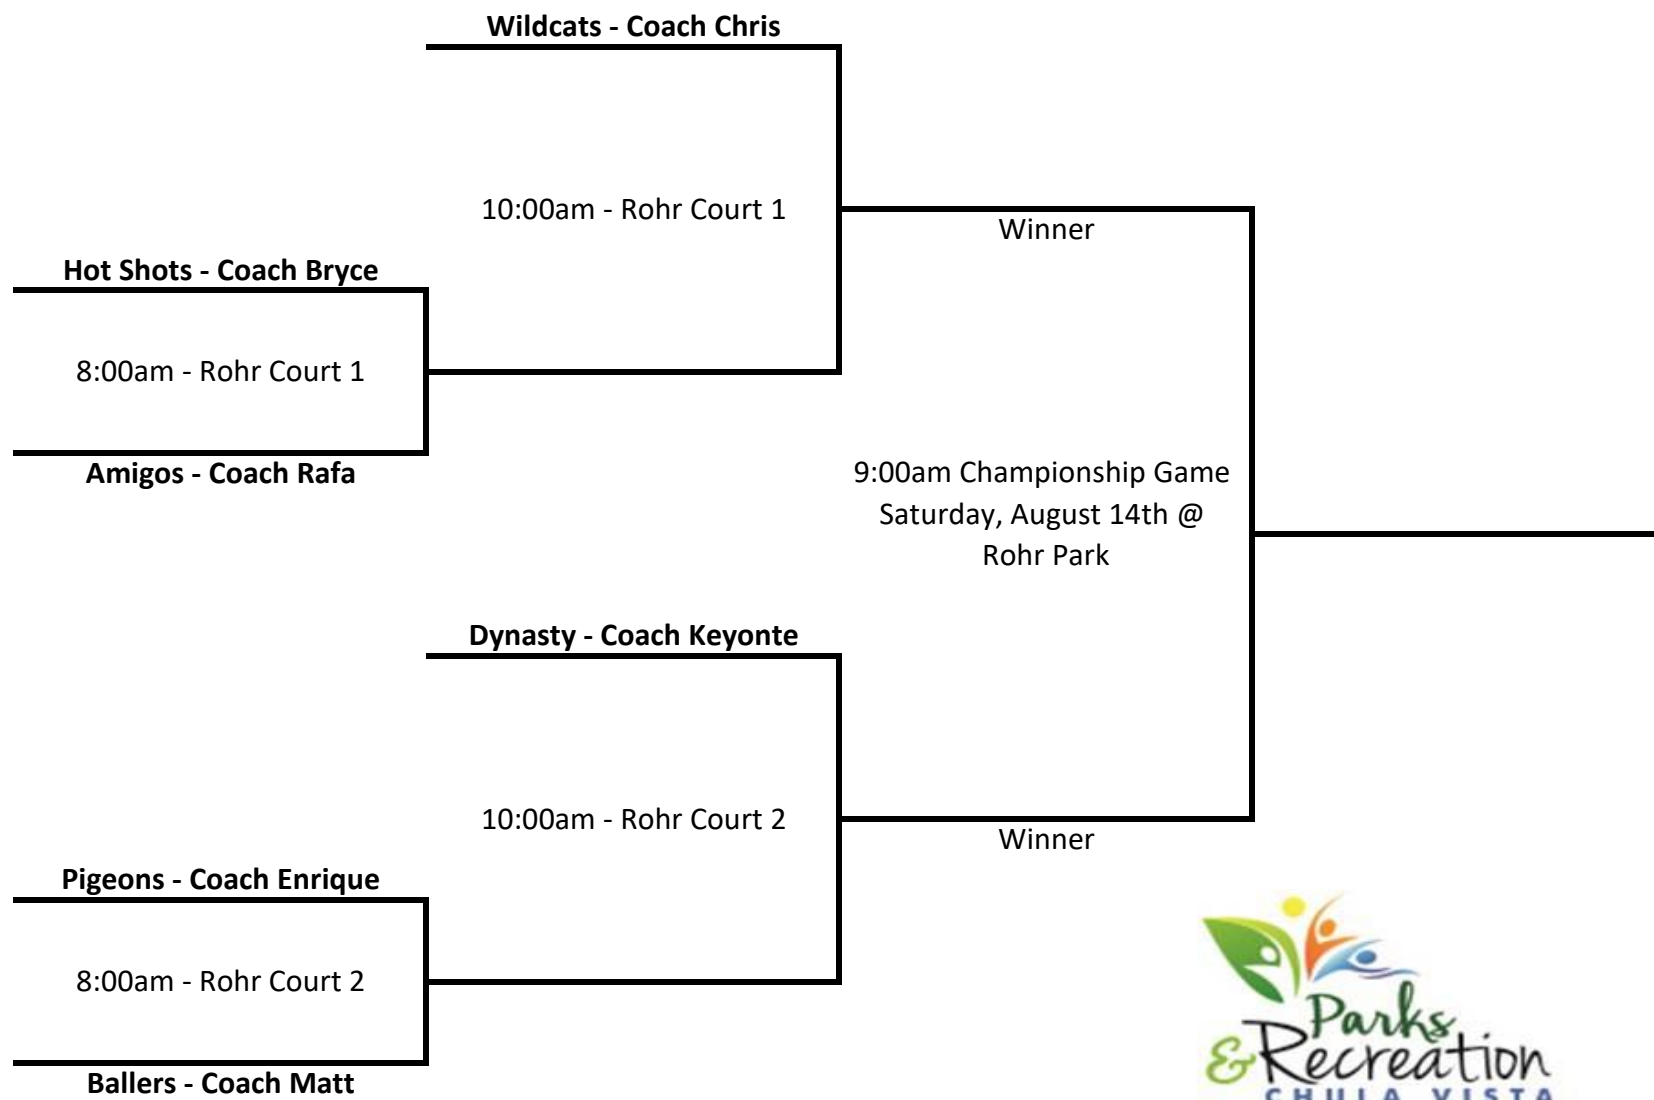 Wildcats - Coach Chris
10:00am - Rohr Court 1
Winner
Hot Shots - Coach Bryce
8:00am - Rohr Court 1
Amigos - Coach Rafa
9:00am Championship Game
Saturday, August 14th @
Rohr Park
Dynasty - Coach Keyonte
10:00am - Rohr Court 2
Winner
Pigeons - Coach Enrique
8:00am - Rohr Court 2
Ballers - Coach Matt
Parks
& Recreation
CHULA VISTA